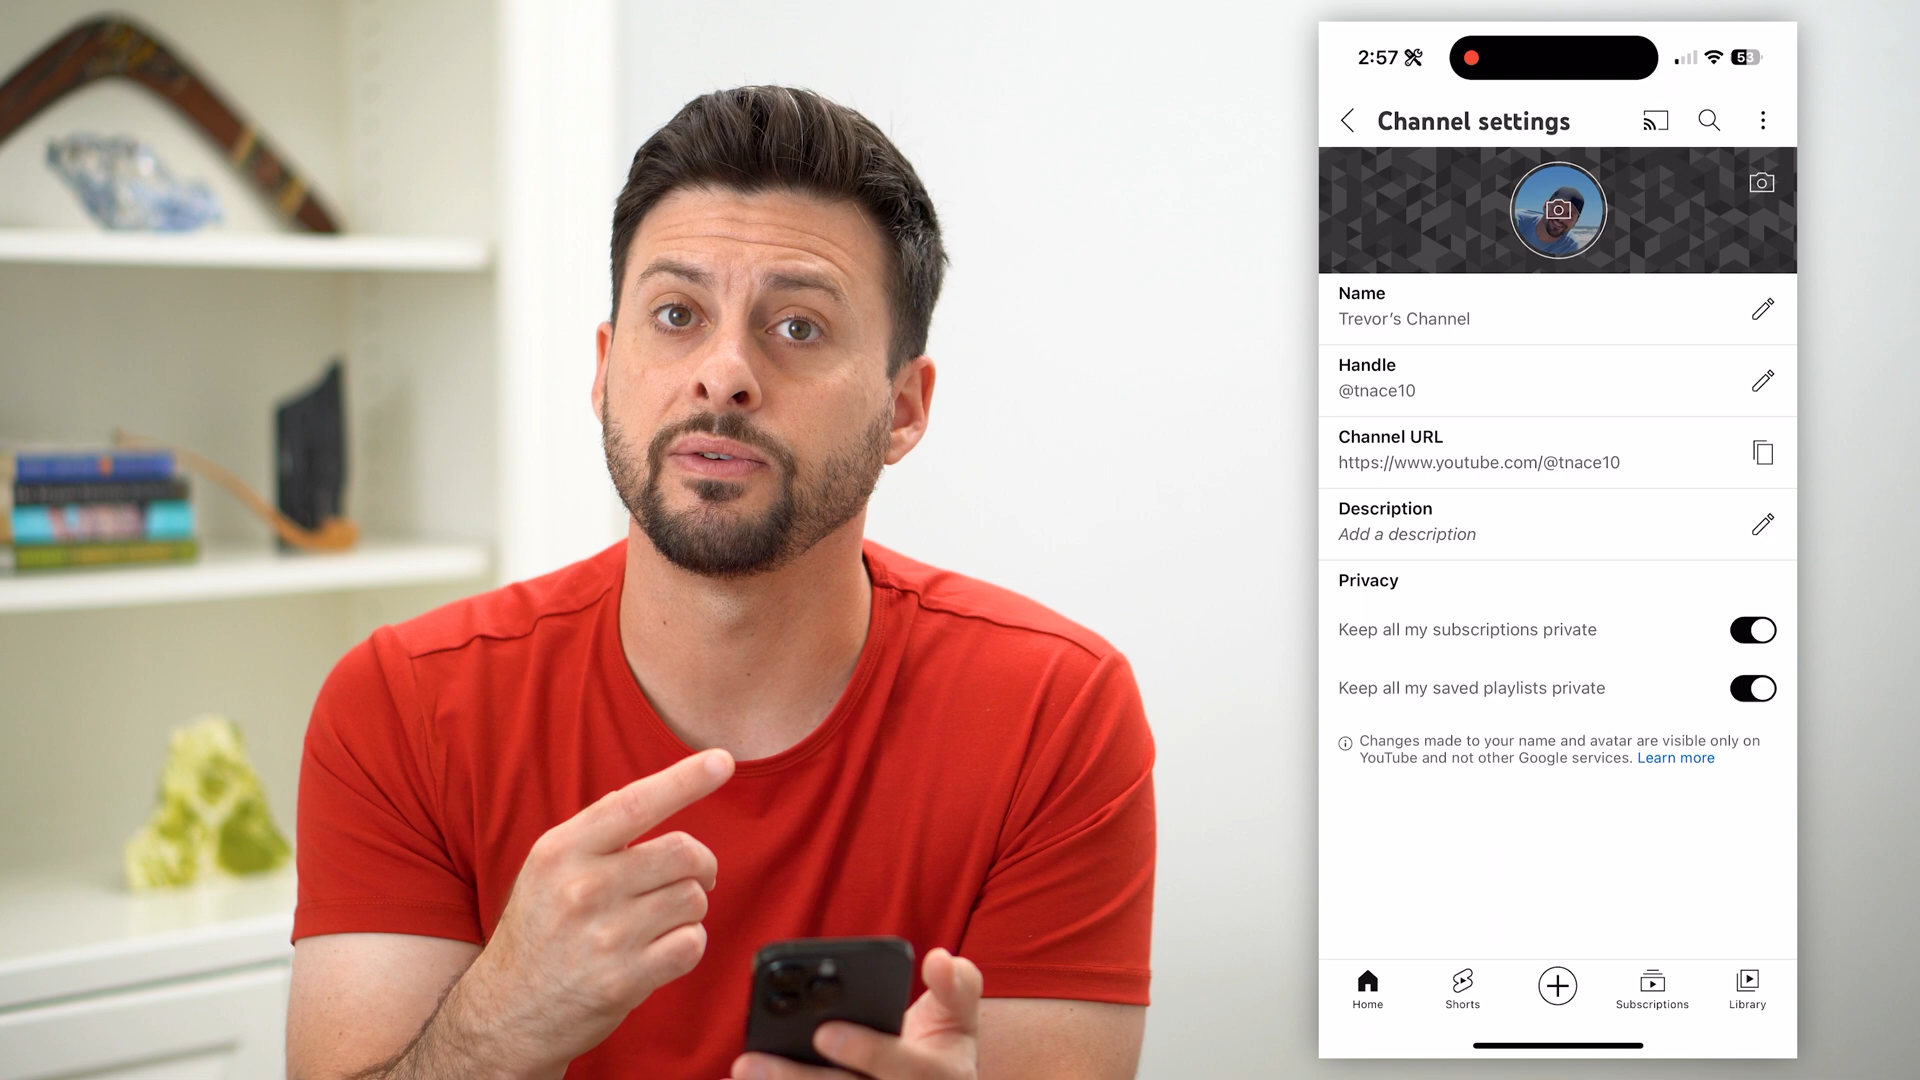 2:57
53
Channel settings
Name
Trevor's Channel
Handle
@tnace10
Channel URL
https://www.youtube.com/@tnace10
Description
Add a description
Privacy
Keep all my subscriptions private
Keep all my saved playlists private
Changes made to your name and avatar are visible only on
YouTube and not other Google services. Learn more
Home
Shorts
Subscriptions
Library